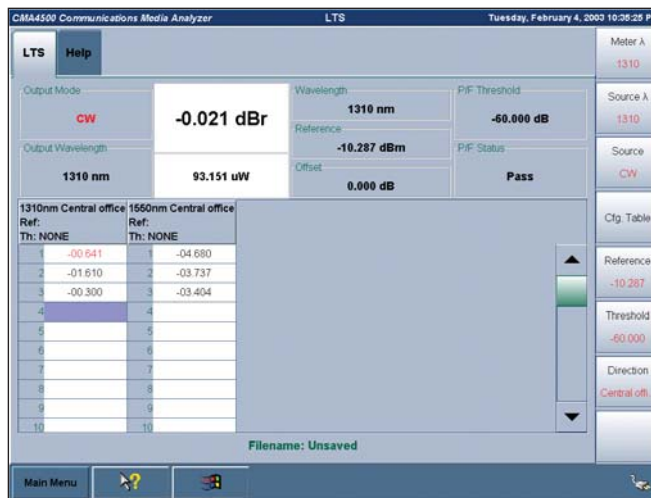 CMA4500 Communications Media Analyzer LTS Tuesday, February 4, 2003 10:35:25 P
LTS Help
Output Mode
CW
Output Wavelength
1310 nm
-0.021 dBr
93.151 uW
Wavelength
1310 nm
Reference
-10.287 dBm
Offset
0.000 dB
P/F Threshold
-60.000 dB
P/F Status
Pass
1310nm Central office 1550nm Central office
Ref: Ref:
Th: NONE Th: NONE
1 -00.641 1 -04.680
2 -01.610 2 -03.737
3 -00.300 3 -03.404
4 4
5 5
6 6
7 7
8 8
9 9
10 10
Filename: Unsaved
Meter λ
1310
Source λ
1310
Source
CW
Cfg. Table
Reference
-10.287
Threshold
-60.000
Direction
Central offi.
Main Menu ?